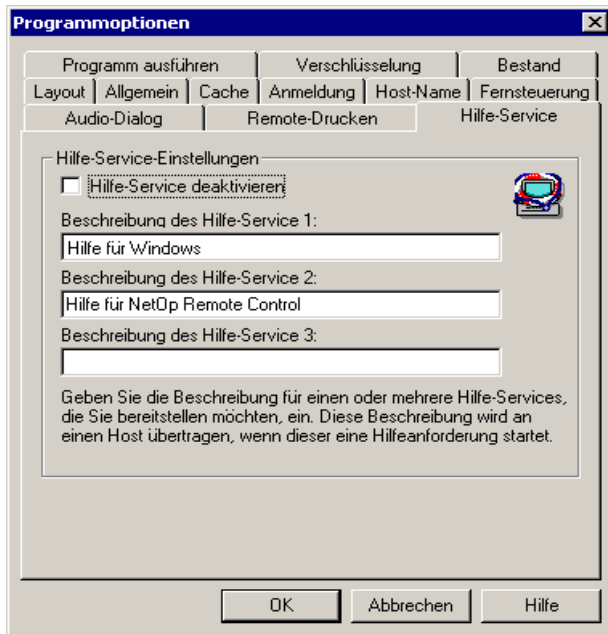 Programmoptionen
Programm ausführen
Verschlüsselung
Bestand
Layout
Allgemein
Cache
Anmeldung
Host-Name
Fernsteuerung
Audio-Dialog
Remote-Drucken
Hilfe-Service
Hilfe-Service-Einstellungen
Hilfe-Service deaktivieren
Beschreibung des Hilfe-Service 1:
Hilfe für Windows
Beschreibung des Hilfe-Service 2:
Hilfe für NetOp Remote Control
Beschreibung des Hilfe-Service 3:
Geben Sie die Beschreibung für einen oder mehrere Hilfe-Services,
die Sie bereitstellen möchten, ein. Diese Beschreibung wird an
einen Host übertragen, wenn dieser eine Hilfeanforderung startet.
OK
Abbrechen
Hilfe